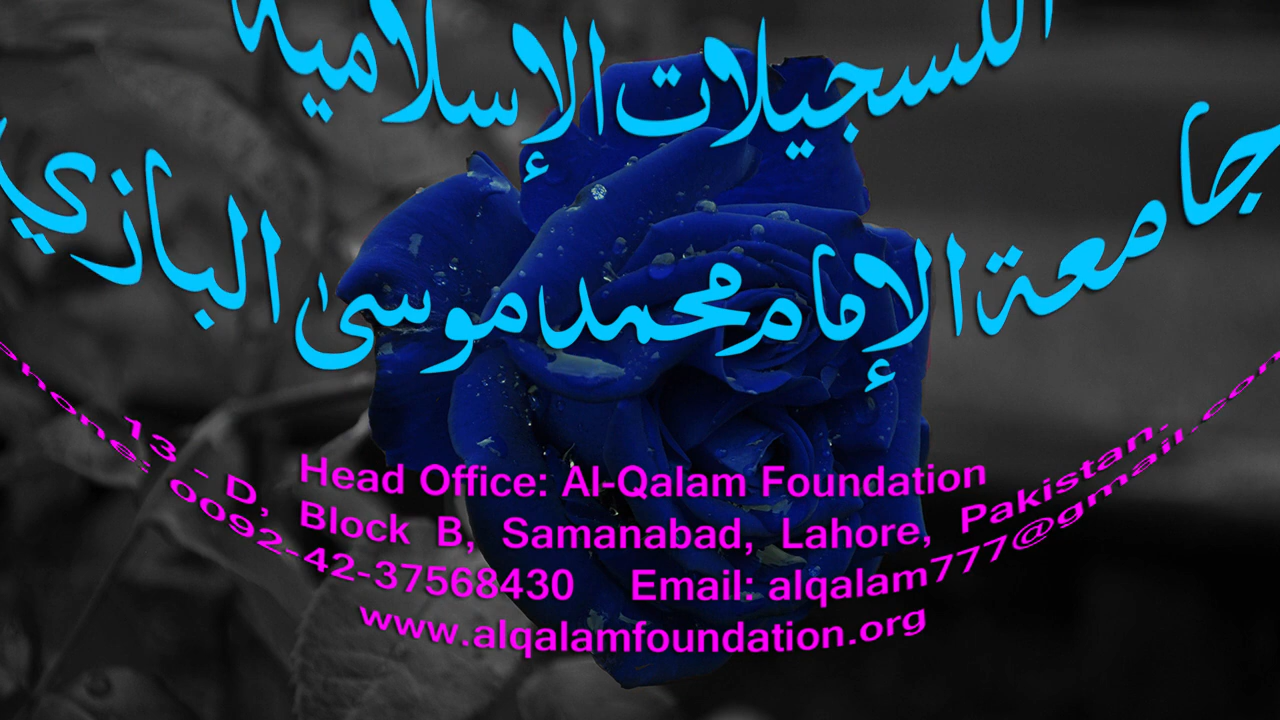 للتسجيلات الإسلامية
جامعة الإمام محمد موسىٰ البازي
Head Office: Al-Qalam Foundation
13 - D, Block B, Samanabad, Lahore, Pakistan.
Phone: 0092-42-37568430 Email: alqalam777@gmail.com
www.alqalamfoundation.org